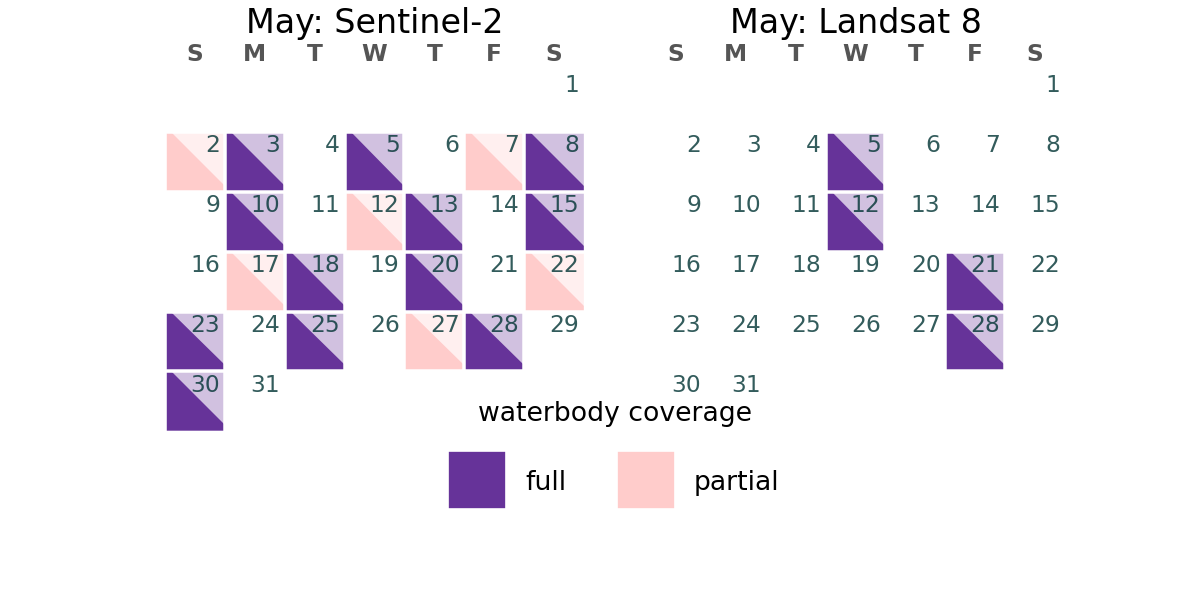 May: Sentinel-2
S M T W T F S
1
2 3 4 5 6 7 8
9 10 11 12 13 14 15
16 17 18 19 20 21 22
23 24 25 26 27 28 29
30 31
May: Landsat 8
S M T W T F S
1
2 3 4 5 6 7 8
9 10 11 12 13 14 15
16 17 18 19 20 21 22
23 24 25 26 27 28 29
30 31
waterbody coverage
full partial